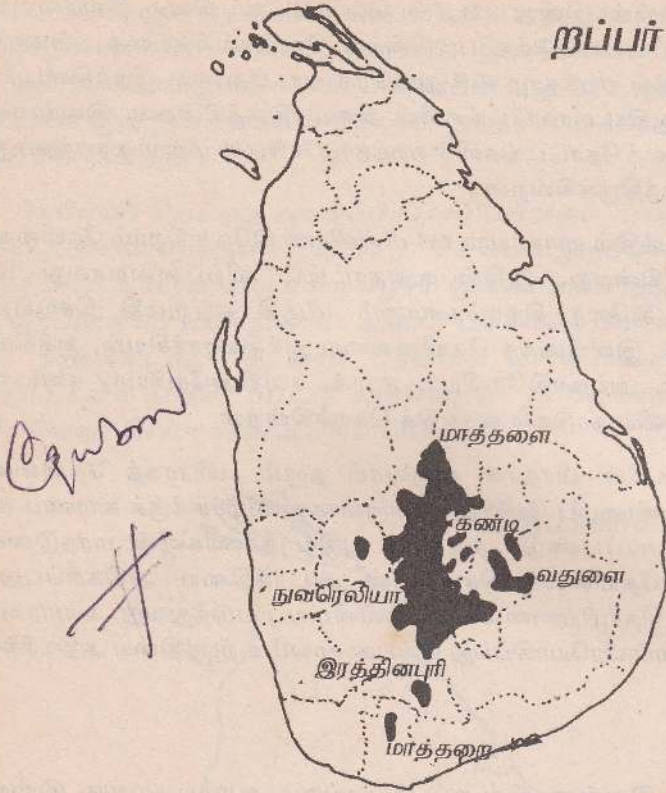 றப்பர்
மாத்தளை
கண்டி
வதுளை
நுவரெலியா
இரத்தினபுரி
மாத்தறை